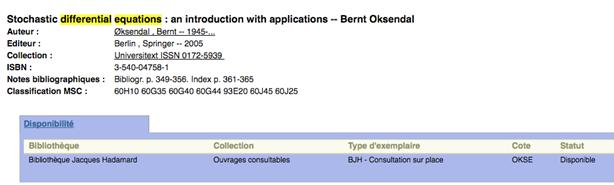 Stochastic differential equations : an introduction with applications -- Bernt Oksendal
Auteur : Øksendal , Bernt -- 1945-...
Editeur : Berlin , Springer -- 2005
Collection : Universitext ISSN 0172-5939
ISBN : 3-540-04758-1
Notes bibliographiques : Bibliogr. p. 349-356. Index p. 361-365
Classification MSC : 60H10 60G35 60G40 60G44 93E20 60J45 60J25
Disponibilité
Bibliothèque Collection Type d'exemplaire Cote Statut
Bibliothèque Jacques Hadamard Ouvrages consultables BJH - Consultation sur place OKSE Disponible